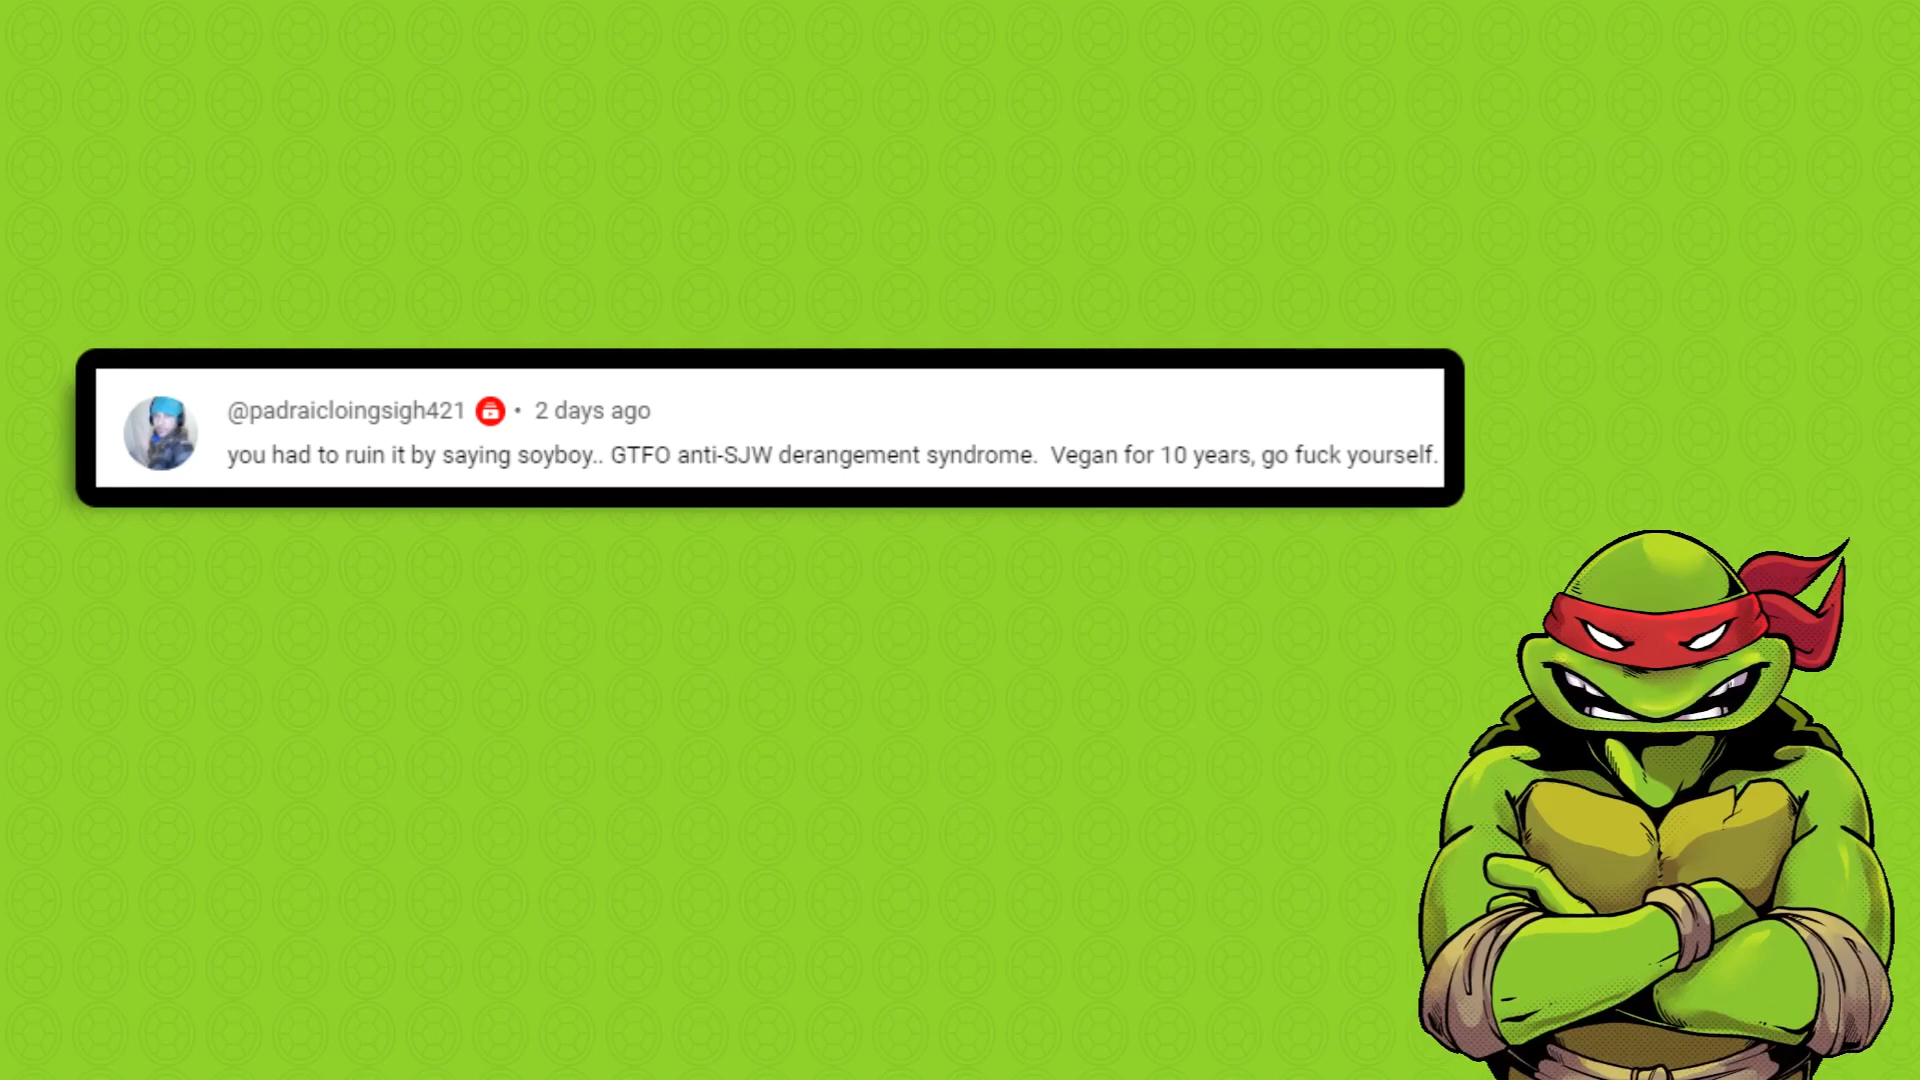 @padraicloingsigh421 • 2 days ago
you had to ruin it by saying soyboy.. GTFO anti-SJW derangement syndrome.  Vegan for 10 years, go fuck yourself.